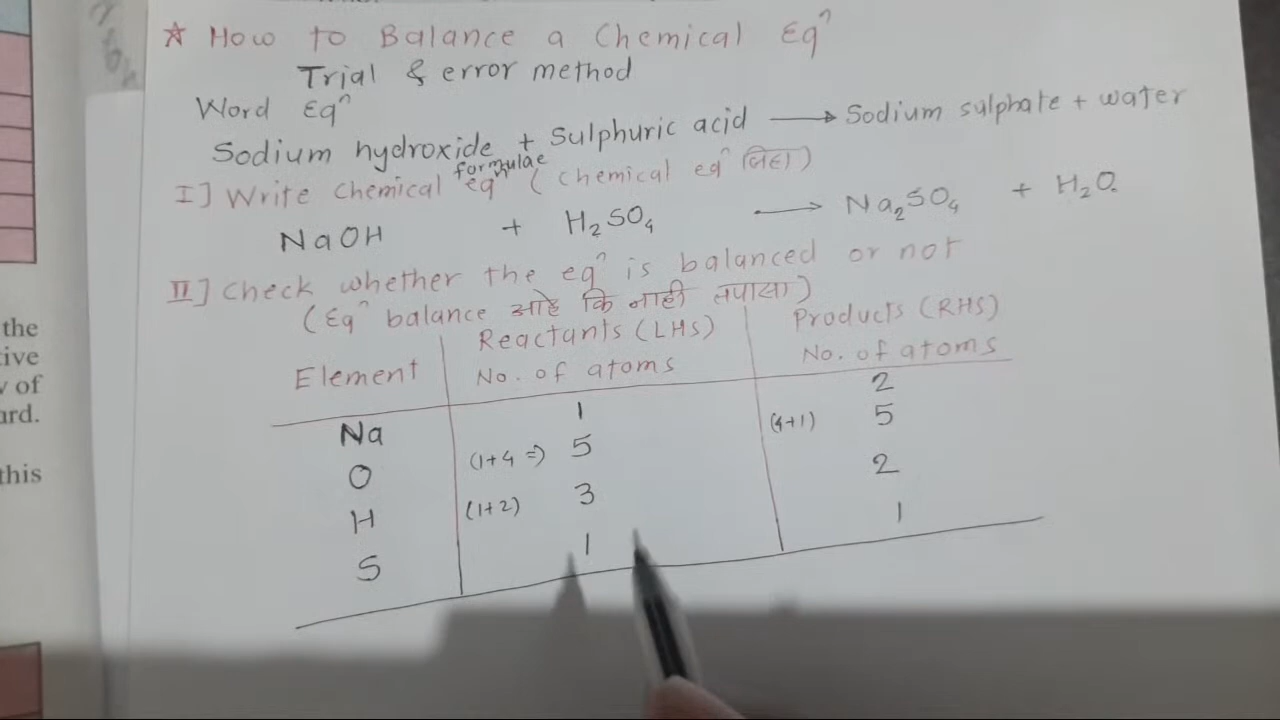 ☆ How to Balance a Chemical Eqⁿ
Trial & error method
Word Eqⁿ
Sodium hydroxide + Sulphuric acid → Sodium sulphate + water
I] Write chemical formulae eqⁿ (chemical eqⁿ लिहा)
NaOH + H₂SO₄ → Na₂SO₄ + H₂O
II] Check whether the eqⁿ is balanced or not
(Eqⁿ balance आहे कि नाही तपासा)
Element Reactants (LHS) No. of atoms Products (RHS) No. of atoms
Na 1 2
O (1+4 =) 5 (4+1) 5
H (1+2) 3 2
S 1 1
the
ive
of
ard.
this